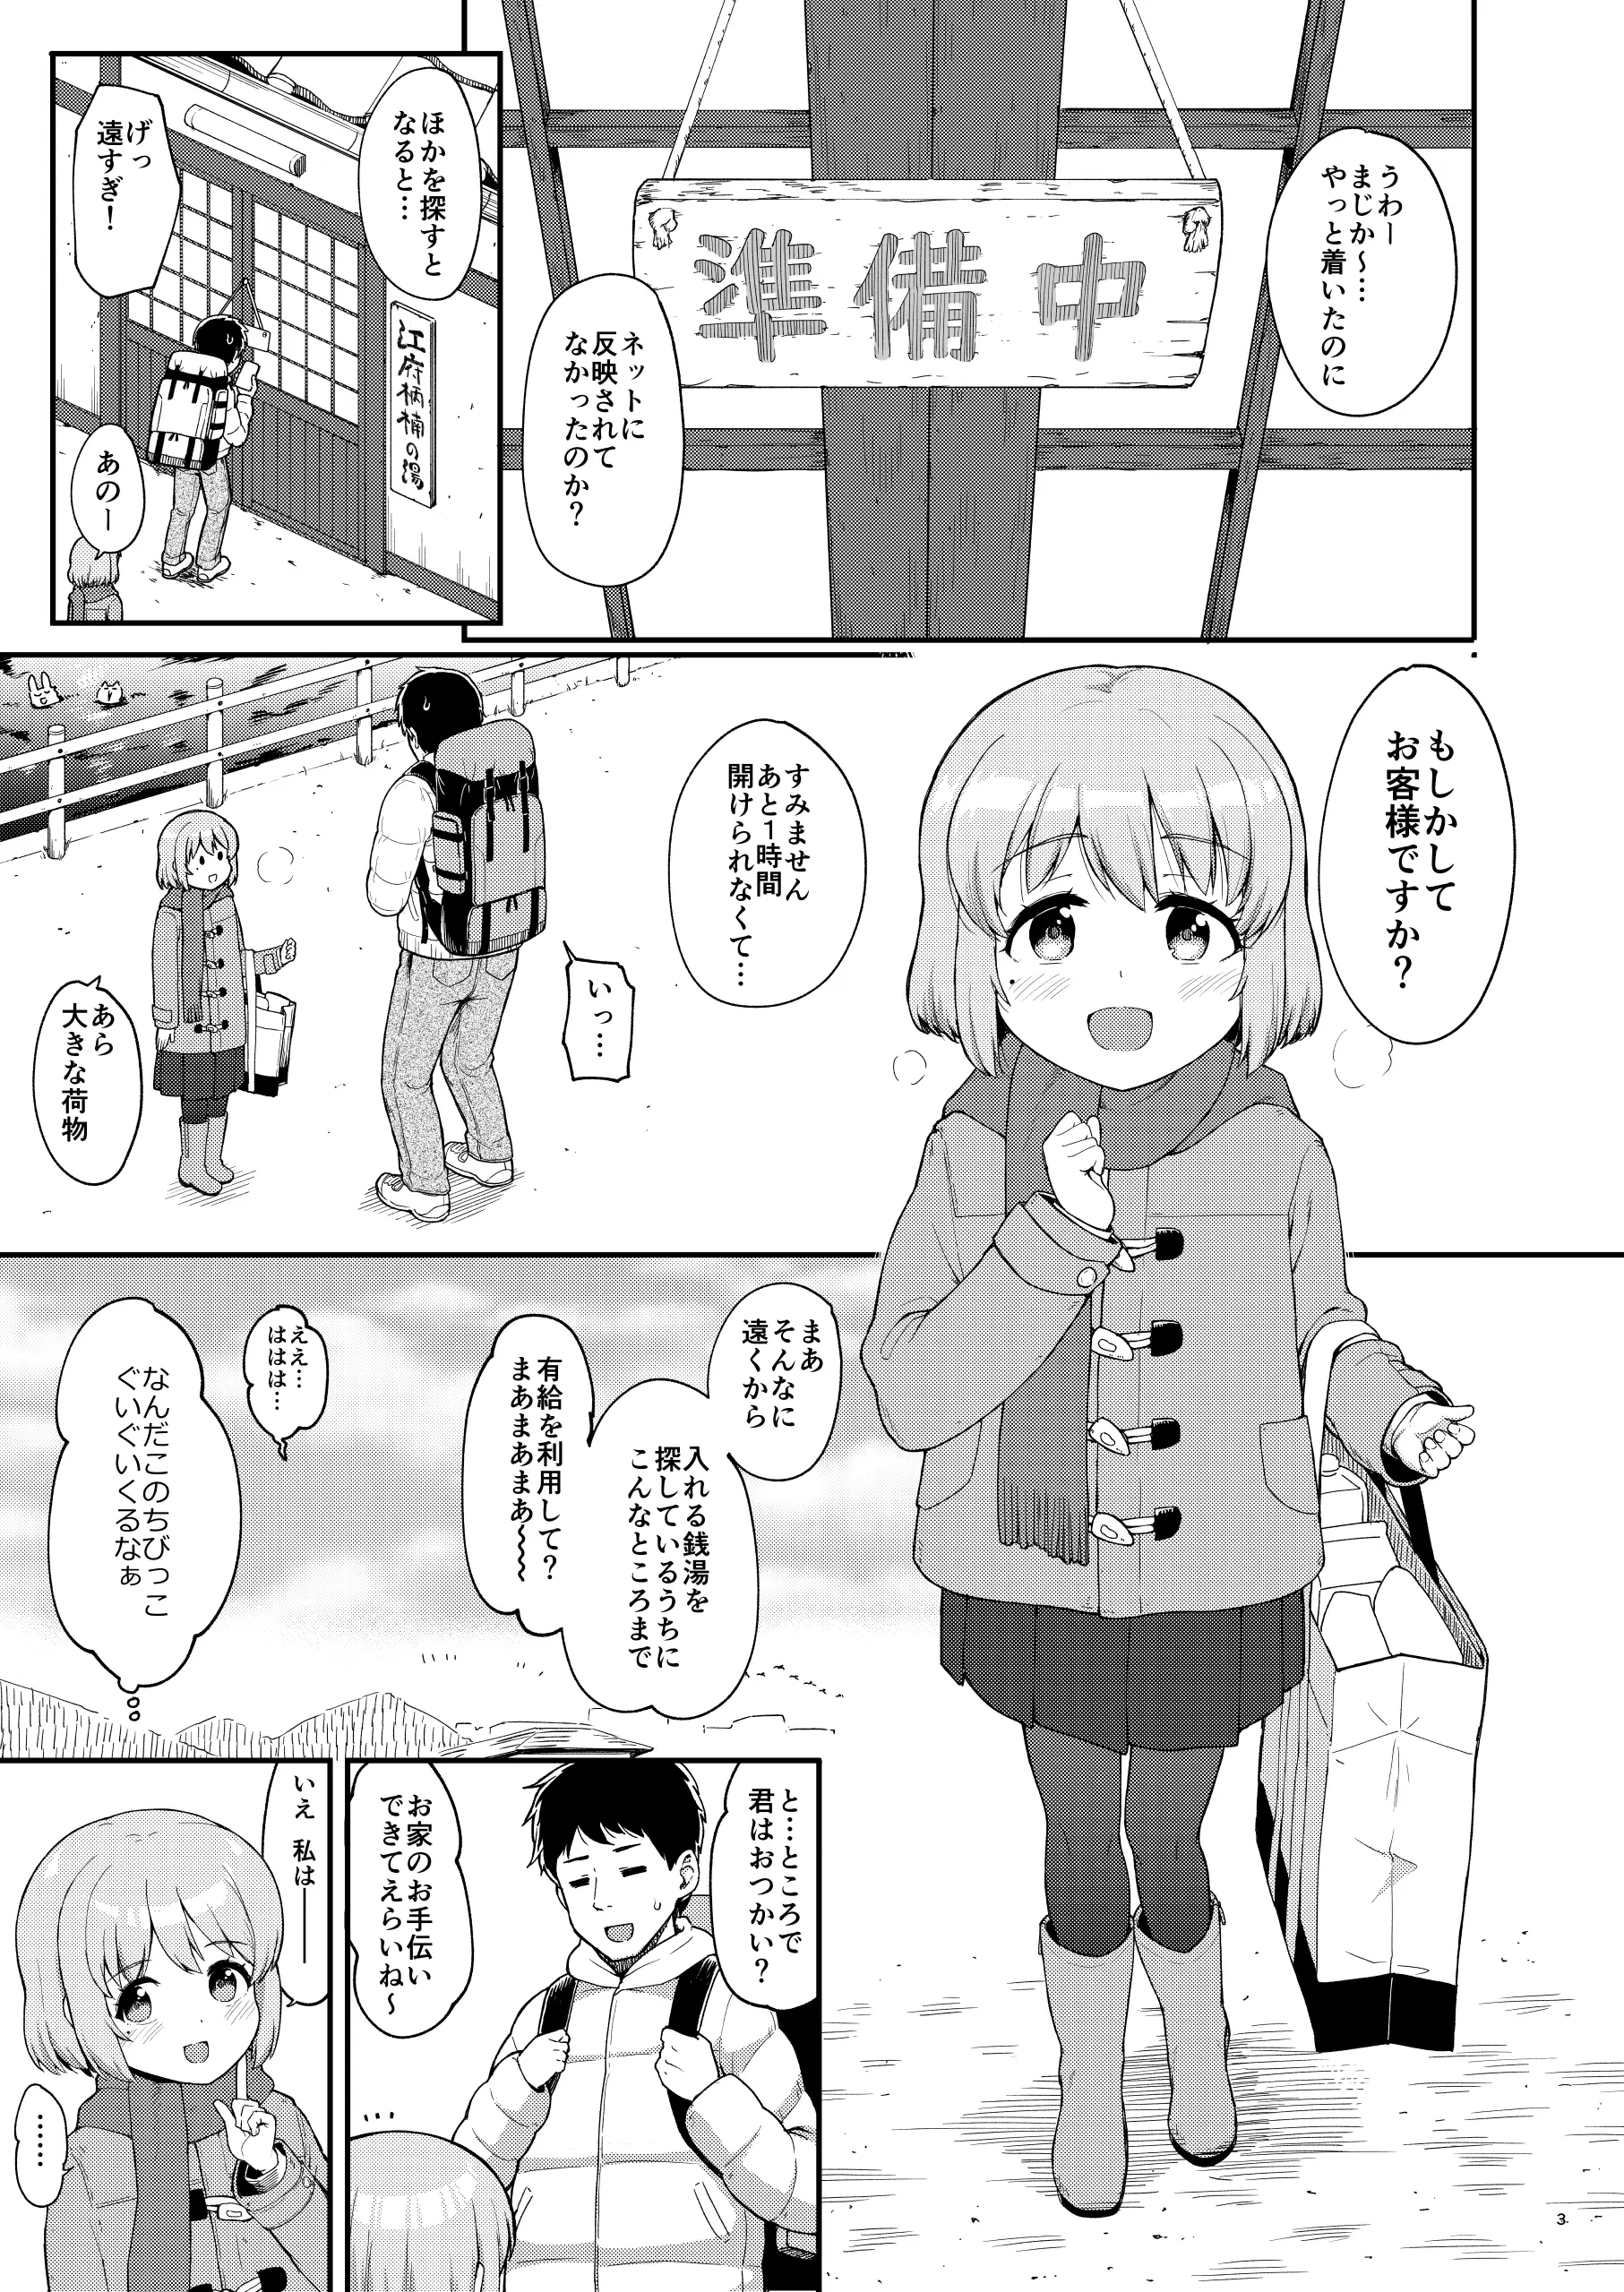 うわー
まじか～…
やっと着いたのに
準備中
ネットに
反映されて
なかったのか？
ほかを探すと
なると…
げっ
遠すぎ！
江府柄楠の湯
あのー
もしかして
お客様ですか？
すみません
あと1時間
開けられなくて…
いっ…
あら
大きな荷物
まあ
そんなに
遠くから
入れる銭湯を
探しているうちに
こんなところまで
有給を利用して？
まあまあまあ～～～
ええ…
ははは…
なんだこのちびっこ
ぐいぐいくるなぁ
と…ところで
君はおつかい？
お家のお手伝い
できてえらいね～
いえ 私は――
……
3